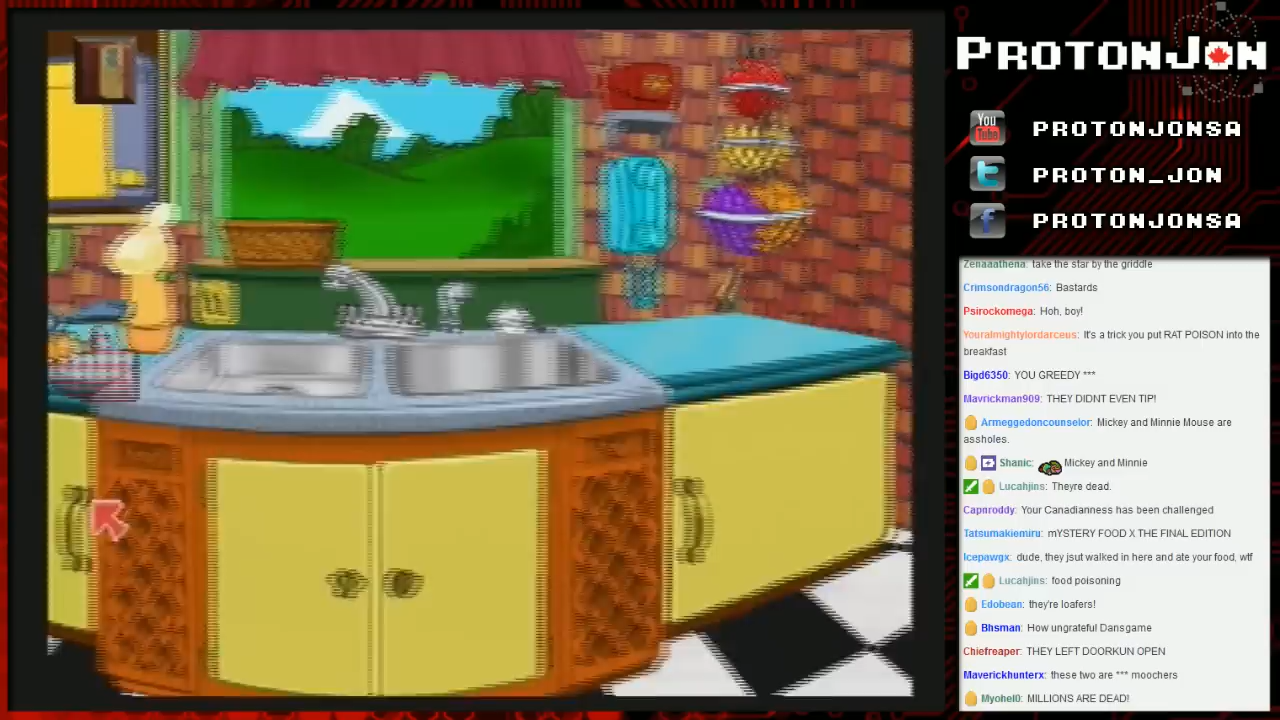 PROTONJON
You
Tube
PROTONJONSA
PROTON_JON
PROTONJONSA
Zenaaathena: take the star by the griddle
Crimsondragon56: Bastards
Psirockomega: Hoh, boy!
Youralmightylordarceus: It's a trick you put RAT POISON into the
breakfast
Bigd6350: YOU GREEDY ***
Mavrickman909: THEY DIDNT EVEN TIP!
Armeggedoncounselor: Mickey and Minnie Mouse are
assholes.
Shanic: Mickey and Minnie
Lucahjins: Theyre dead.
Capnroddy: Your Canadianness has been challenged
Tatsumakiemiru: mYSTERY FOOD X THE FINAL EDITION
Icepawgx: dude, they jsut walked in here and ate your food, wtf
Lucahjins: food poisoning
Edobean: they're loafers!
Bhsman: How ungrateful Dansgame
Chiefreaper: THEY LEFT DOORKUN OPEN
Maverickhunterx: these two are *** moochers
Myohel0: MILLIONS ARE DEAD!